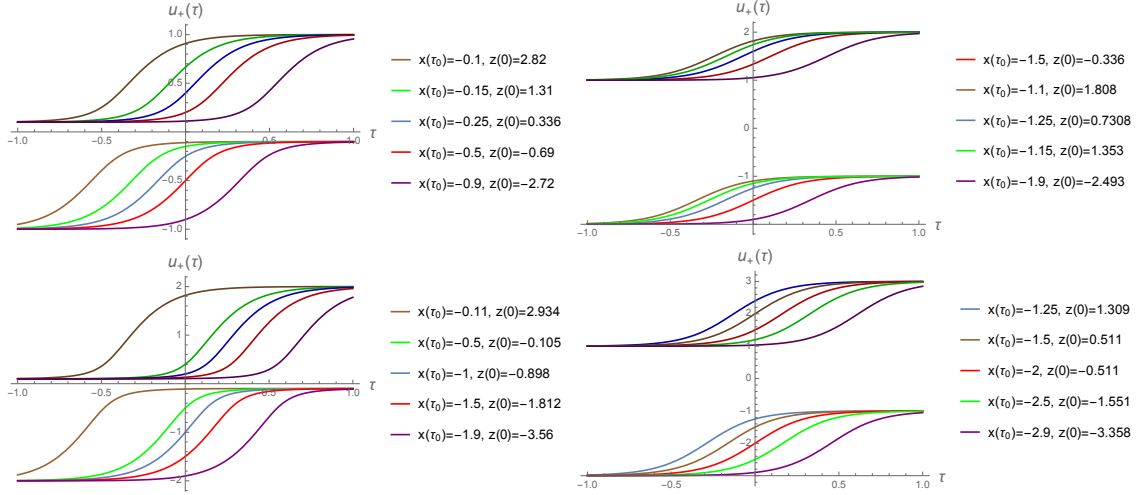 u₊(τ)
1.0
0.5
-1.0
-0.5
0.5
1.0
τ
-0.5
-1.0
x(τ₀)=-0.1, z(0)=2.82
x(τ₀)=-0.15, z(0)=1.31
x(τ₀)=-0.25, z(0)=0.336
x(τ₀)=-0.5, z(0)=-0.69
x(τ₀)=-0.9, z(0)=-2.72
u₊(τ)
2
1
0
-1
-1.0
-0.5
0.5
1.0
τ
x(τ₀)=-1.5, z(0)=-0.336
x(τ₀)=-1.1, z(0)=1.808
x(τ₀)=-1.25, z(0)=0.7308
x(τ₀)=-1.15, z(0)=1.353
x(τ₀)=-1.9, z(0)=-2.493
u₊(τ)
2
1
-1.0
-0.5
0.5
1.0
τ
-1
-2
x(τ₀)=-0.11, z(0)=2.934
x(τ₀)=-0.5, z(0)=-0.105
x(τ₀)=-1, z(0)=-0.898
x(τ₀)=-1.5, z(0)=-1.812
x(τ₀)=-1.9, z(0)=-3.56
u₊(τ)
3
2
1
0
-1
-2
-1.0
-0.5
0.5
1.0
τ
x(τ₀)=-1.25, z(0)=1.309
x(τ₀)=-1.5, z(0)=0.511
x(τ₀)=-2, z(0)=-0.511
x(τ₀)=-2.5, z(0)=-1.551
x(τ₀)=-2.9, z(0)=-3.358